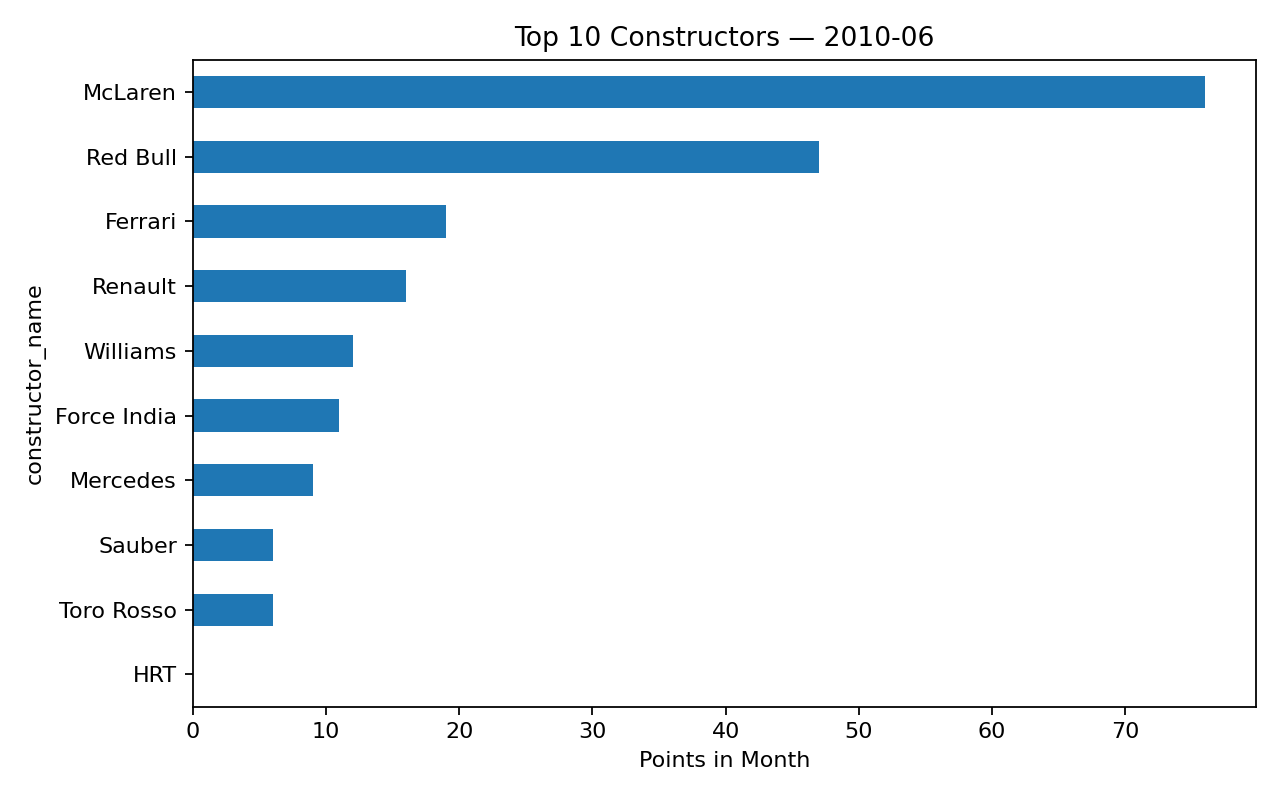 Top 10 Constructors — 2010-06
constructor_name
McLaren
Red Bull
Ferrari
Renault
Williams
Force India
Mercedes
Sauber
Toro Rosso
HRT
0 10 20 30 40 50 60 70
Points in Month